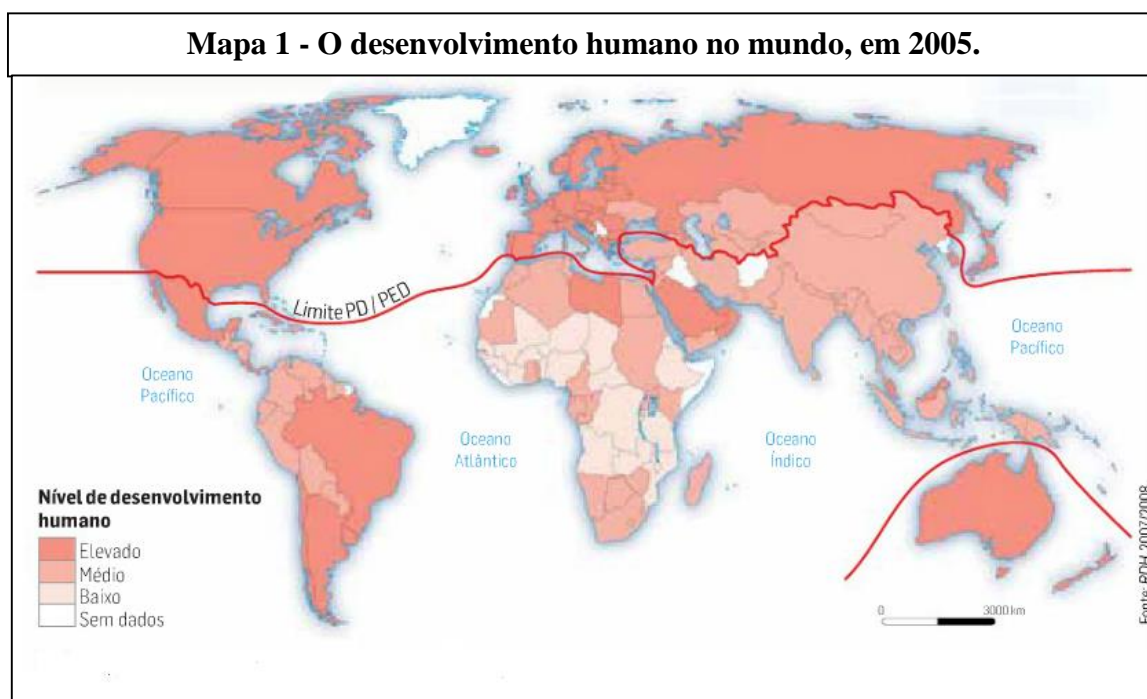 Mapa 1 - O desenvolvimento humano no mundo, em 2005.
Limite PD / PED
Oceano
Pacífico
Oceano
Atlântico
Oceano
Índico
Oceano
Pacífico
Nível de desenvolvimento
humano
Elevado
Médio
Baixo
Sem dados
0 3000 km
Fonte: RDH, 2007/2008